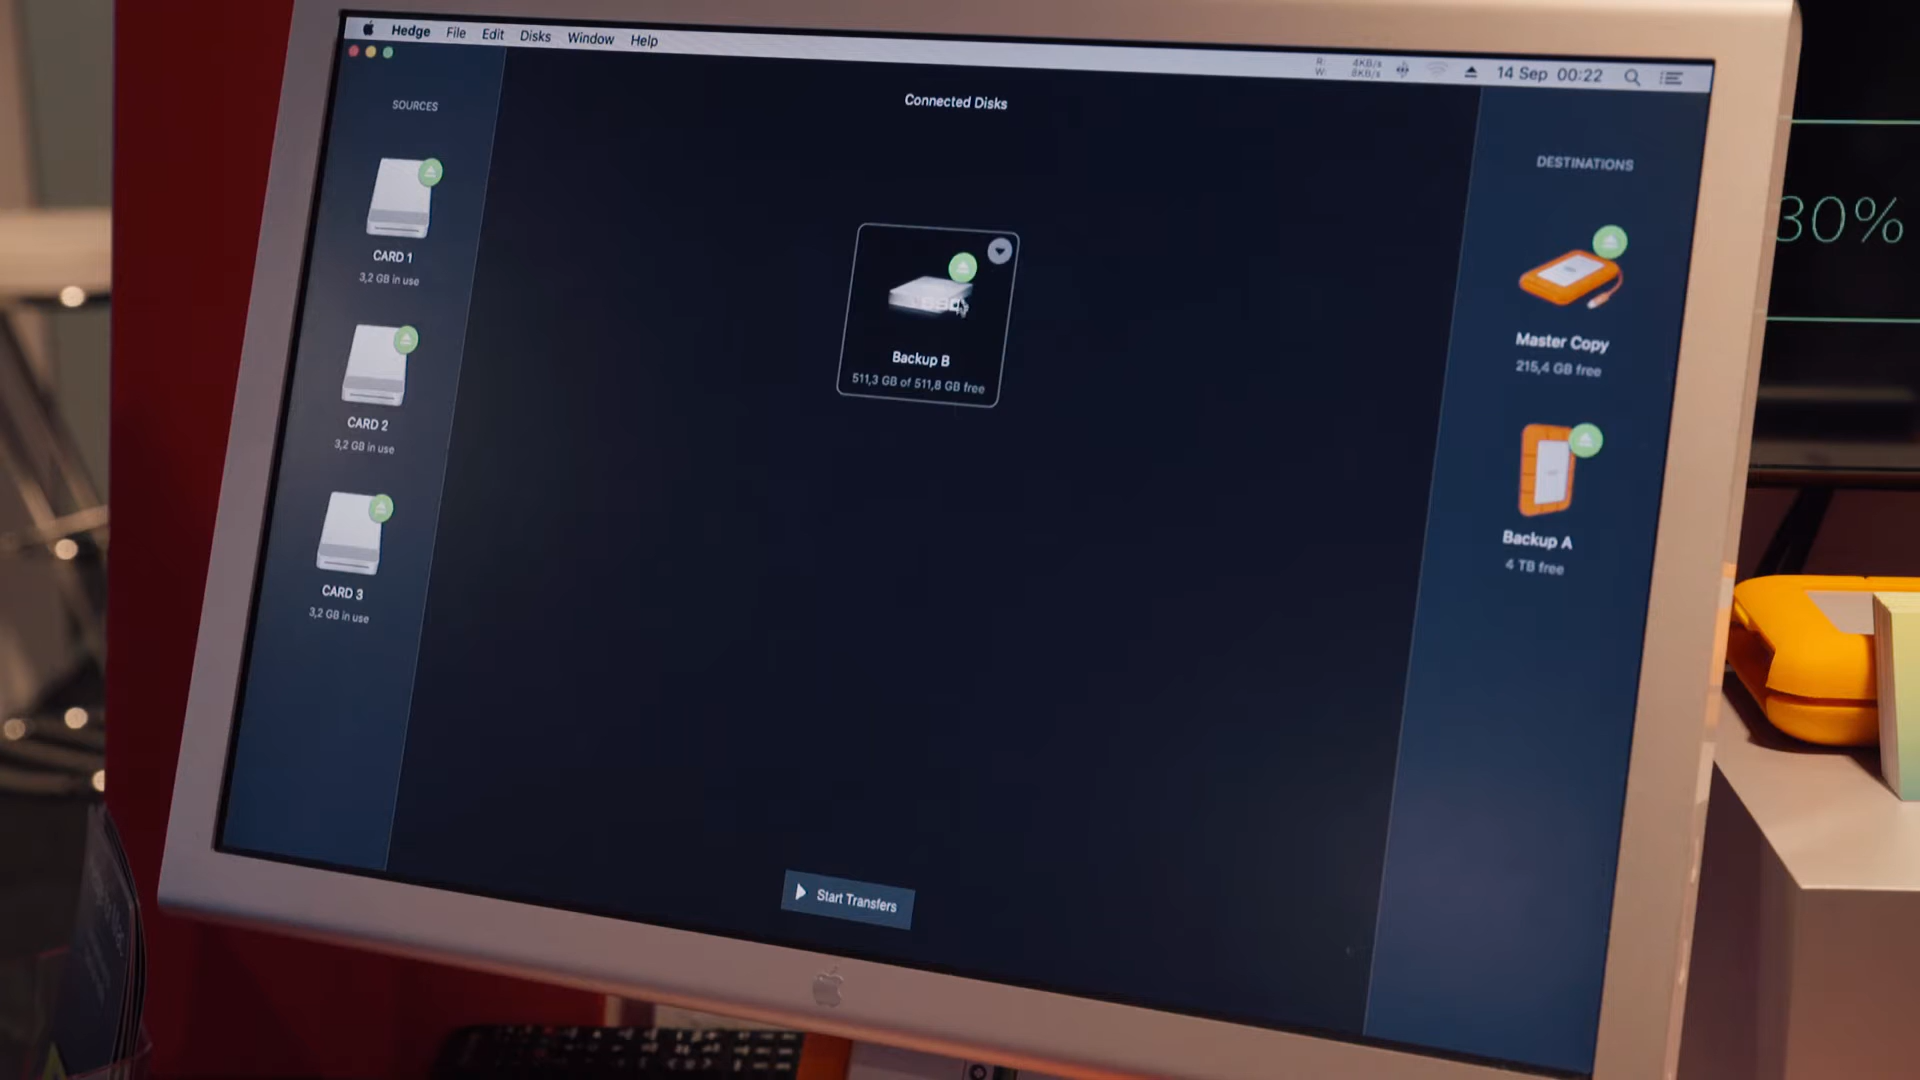 Hedge File Edit Disks Window Help
R: 4KB/s
W: 8KB/s
14 Sep 00:22
SOURCES
CARD 1
3,2 GB in use
CARD 2
3,2 GB in use
CARD 3
3,2 GB in use
Connected Disks
Backup B
511,3 GB of 511,8 GB free
Start Transfers
DESTINATIONS
Master Copy
215,4 GB free
Backup A
4 TB free
30%